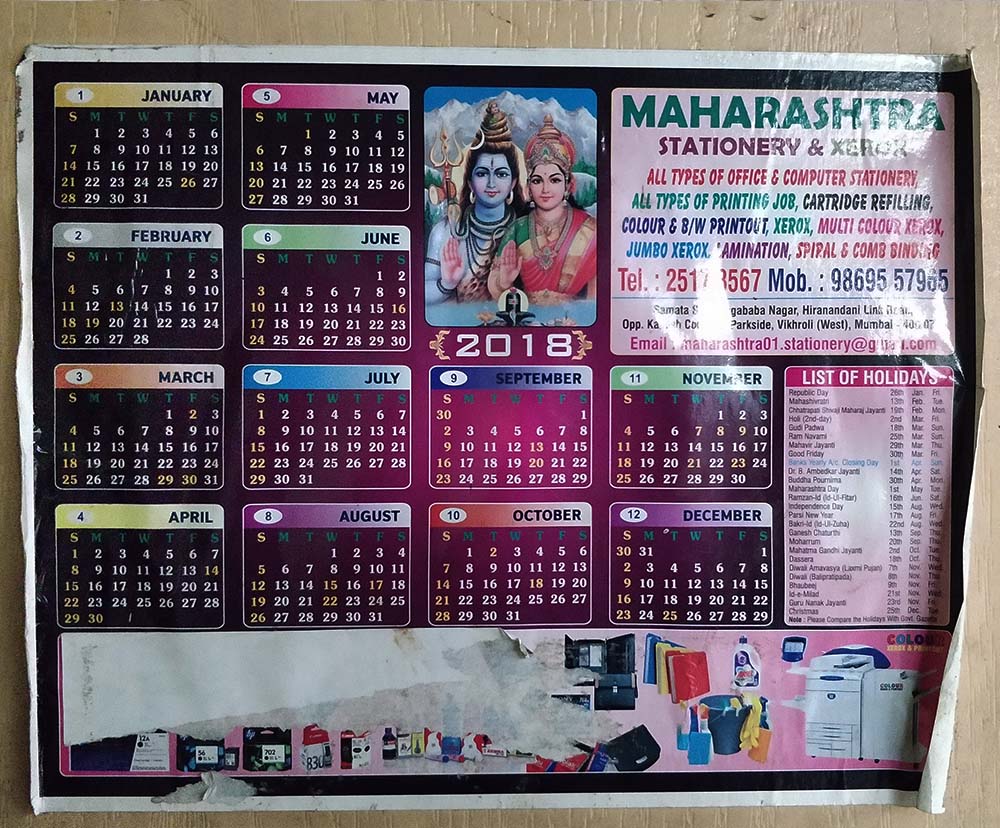 1 JANUARY
S M T W T F S
1 2 3 4 5 6
7 8 9 10 11 12 13
14 15 16 17 18 19 20
21 22 23 24 25 26 27
28 29 30 31
2 FEBRUARY
S M T W T F S
1 2 3
4 5 6 7 8 9 10
11 12 13 14 15 16 17
18 19 20 21 22 23 24
25 26 27 28
3 MARCH
S M T W T F S
1 2 3
4 5 6 7 8 9 10
11 12 13 14 15 16 17
18 19 20 21 22 23 24
25 26 27 28 29 30 31
4 APRIL
S M T W T F S
1 2 3 4 5 6 7
8 9 10 11 12 13 14
15 16 17 18 19 20 21
22 23 24 25 26 27 28
29 30
5 MAY
S M T W T F S
1 2 3 4 5
6 7 8 9 10 11 12
13 14 15 16 17 18 19
20 21 22 23 24 25 26
27 28 29 30 31
6 JUNE
S M T W T F S
1 2
3 4 5 6 7 8 9
10 11 12 13 14 15 16
17 18 19 20 21 22 23
24 25 26 27 28 29 30
7 JULY
S M T W T F S
1 2 3 4 5 6 7
8 9 10 11 12 13 14
15 16 17 18 19 20 21
22 23 24 25 26 27 28
29 30 31
8 AUGUST
S M T W T F S
1 2 3 4
5 6 7 8 9 10 11
12 13 14 15 16 17 18
19 20 21 22 23 24 25
26 27 28 29 30 31
2018
9 SEPTEMBER
S M T W T F S
30 1
2 3 4 5 6 7 8
9 10 11 12 13 14 15
16 17 18 19 20 21 22
23 24 25 26 27 28 29
10 OCTOBER
S M T W T F S
1 2 3 4 5 6
7 8 9 10 11 12 13
14 15 16 17 18 19 20
21 22 23 24 25 26 27
28 29 30 31
11 NOVEMBER
S M T W T F S
1 2 3
4 5 6 7 8 9 10
11 12 13 14 15 16 17
18 19 20 21 22 23 24
25 26 27 28 29 30
12 DECEMBER
S M T W T F S
30 31 1
2 3 4 5 6 7 8
9 10 11 12 13 14 15
16 17 18 19 20 21 22
23 24 25 26 27 28 29
MAHARASHTRA
STATIONERY & XEROX
ALL TYPES OF OFFICE & COMPUTER STATIONERY,
ALL TYPES OF PRINTING JOB, CARTRIDGE REFILLING,
COLOUR & B/W PRINTOUT, XEROX, MULTI COLOUR XEROX,
JUMBO XEROX, LAMINATION, SPIRAL & COMB BINDING
Tel. : 2517 3567 Mob. : 98695 57965
Samata Nagar, Hiranandani Link Road,
Opp. Parkside, Vikhroli (West), Mumbai
Email : maharashtra01.stationery@gmail.com
LIST OF HOLIDAYS
Republic Day 26th Jan. Fri.
Mahashivratri 13th Feb. Tue.
Chhatrapati Shivaji Maharaj Jayanti 19th Feb. Mon.
Holi (2nd-day) 2nd Mar. Fri.
Gudi Padwa 18th Mar. Sun.
Ram Navami 25th Mar. Sun.
Mahavir Jayanti 29th Mar. Thu.
Good Friday 30th Mar. Fri.
Banks Yearly A/c. Closing Day 1st Apr. Sun.
Dr. B. Ambedkar Jayanti 14th Apr. Sat.
Buddha Pournima 30th Apr. Mon.
Maharashtra Day 1st May Tue.
Ramzan-Id (Id-Ul-Fitar) 16th Jun. Sat.
Independence Day 15th Aug. Wed.
Parsi New Year 17th Aug. Fri.
Bakri-Id (Id-Ul-Zuha) 22nd Aug. Wed.
Ganesh Chaturthi 13th Sep. Thu.
Moharrum 20th Sep. Thu.
Mahatma Gandhi Jayanti 2nd Oct. Tue.
Dassera 18th Oct. Thu.
Diwali Amavasya (Laxmi Pujan) 7th Nov. Wed.
Diwali (Balipratipada) 8th Nov. Thu.
Bhaubeej 9th Nov. Fri.
Id-e-Milad 21st Nov. Wed.
Guru Nanak Jayanti 23rd Nov. Fri.
Christmas 25th Dec. Tue.
Note : Please Compare the Holidays With Govt. Gazette
COLOUR
XEROX &
COLOUR
12A
56
hp
702
830